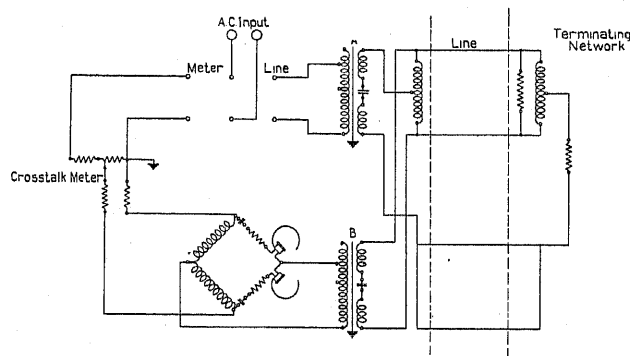 A.C. Input
Meter
Line
A
Line
Terminating
Network
Crosstalk Meter
B